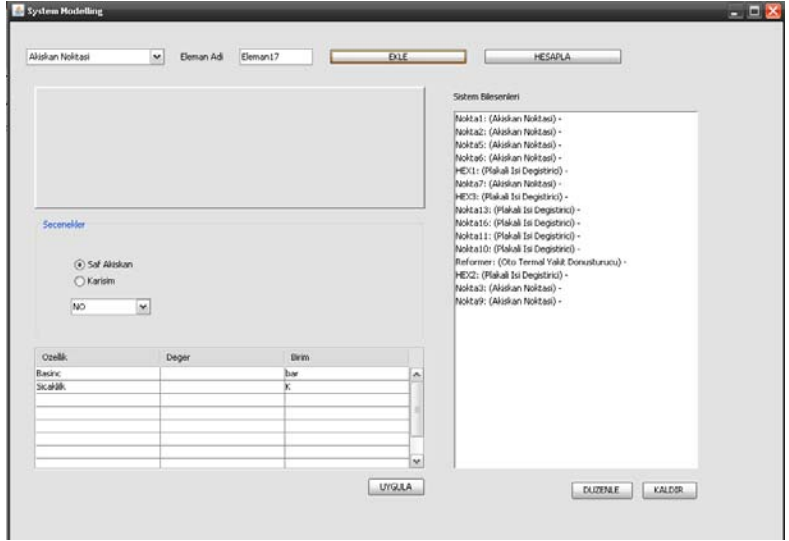 System Modelling
Akiskan Noktasi Eleman Adi Eleman17 EKLE HESAPLA
Sistem Bilesenleri
Nokta1: (Akiskan Noktasi) -
Nokta2: (Akiskan Noktasi) -
Nokta5: (Akiskan Noktasi) -
Nokta6: (Akiskan Noktasi) -
HEX1: (Plakali Isi Degistirici) -
Nokta7: (Akiskan Noktasi) -
HEX3: (Plakali Isi Degistirici) -
Nokta13: (Plakali Isi Degistirici) -
Nokta16: (Plakali Isi Degistirici) -
Nokta11: (Plakali Isi Degistirici) -
Nokta10: (Plakali Isi Degistirici) -
Reformer: (Oto Termal Yakit Donusturucu) -
HEX2: (Plakali Isi Degistirici) -
Nokta3: (Akiskan Noktasi) -
Nokta9: (Akiskan Noktasi) -
Secenekler
Saf Akiskan
Karisim
NO
Ozellik Deger Birim
Basinc bar
Sicaklik K
UYGULA
DUZENLE KALDIR